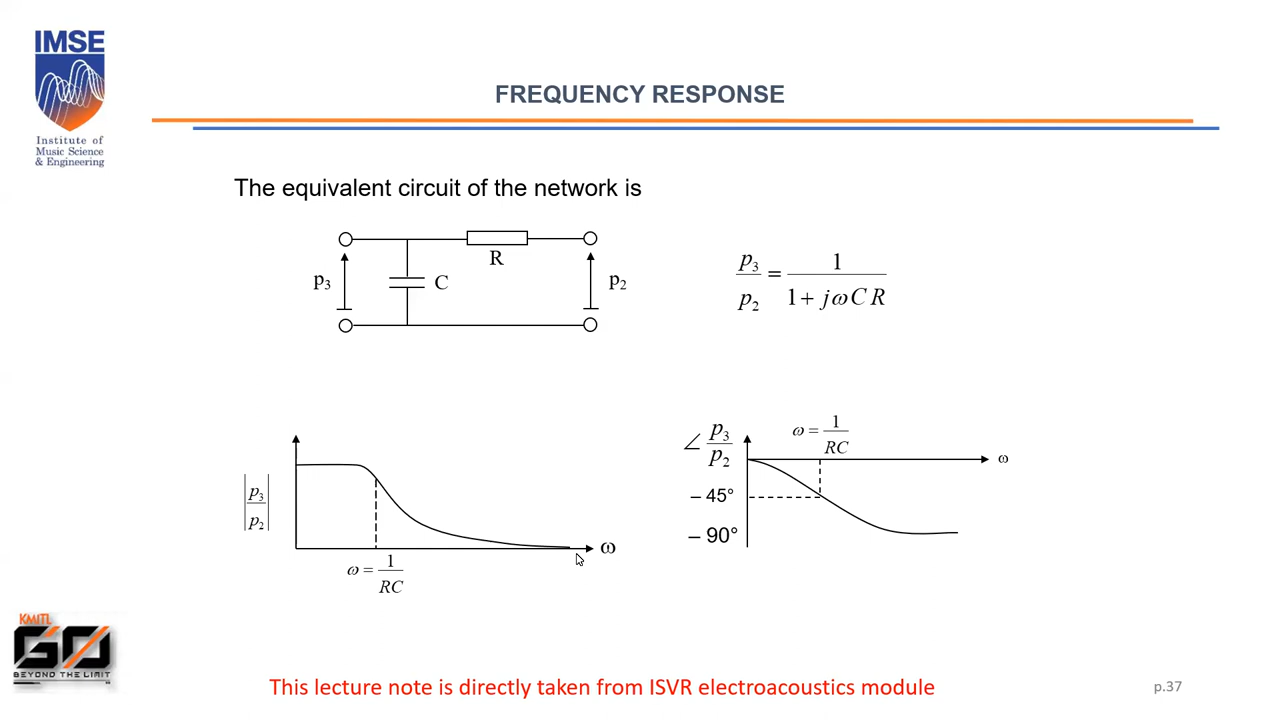 IMSE
Institute of
Music Science
& Engineering
FREQUENCY RESPONSE
The equivalent circuit of the network is
p₃ C R p₂
p₃/p₂ = 1/(1 + jωCR)
|p₃/p₂|
ω = 1/RC
ω
∠ p₃/p₂
ω = 1/RC
ω
– 45°
– 90°
KMITL
GO
BEYOND THE LIMIT
This lecture note is directly taken from ISVR electroacoustics module
p.37